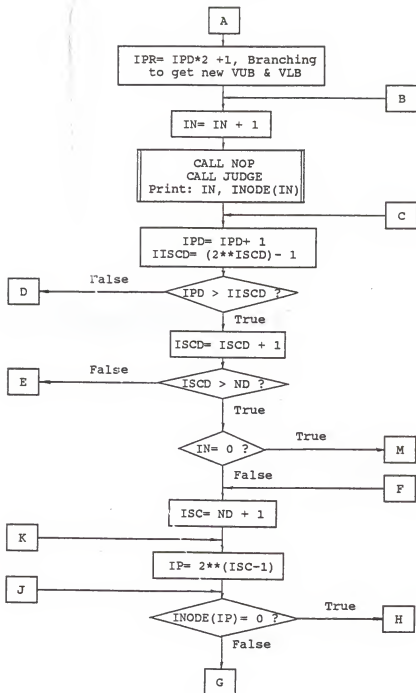 A
IPR= IPD*2 +1, Branching
to get new VUB & VLB
B
IN= IN + 1
CALL NOP
CALL JUDGE
Print: IN, INODE(IN)
C
IPD= IPD+ 1
IISCD= (2**ISCD)- 1
False
D
IPD > IISCD ?
True
ISCD= ISCD + 1
False
E
ISCD > ND ?
True
IN= 0 ?
True
M
False
F
ISC= ND + 1
K
IP= 2**(ISC-1)
J
INODE(IP)= 0 ?
True
H
False
G